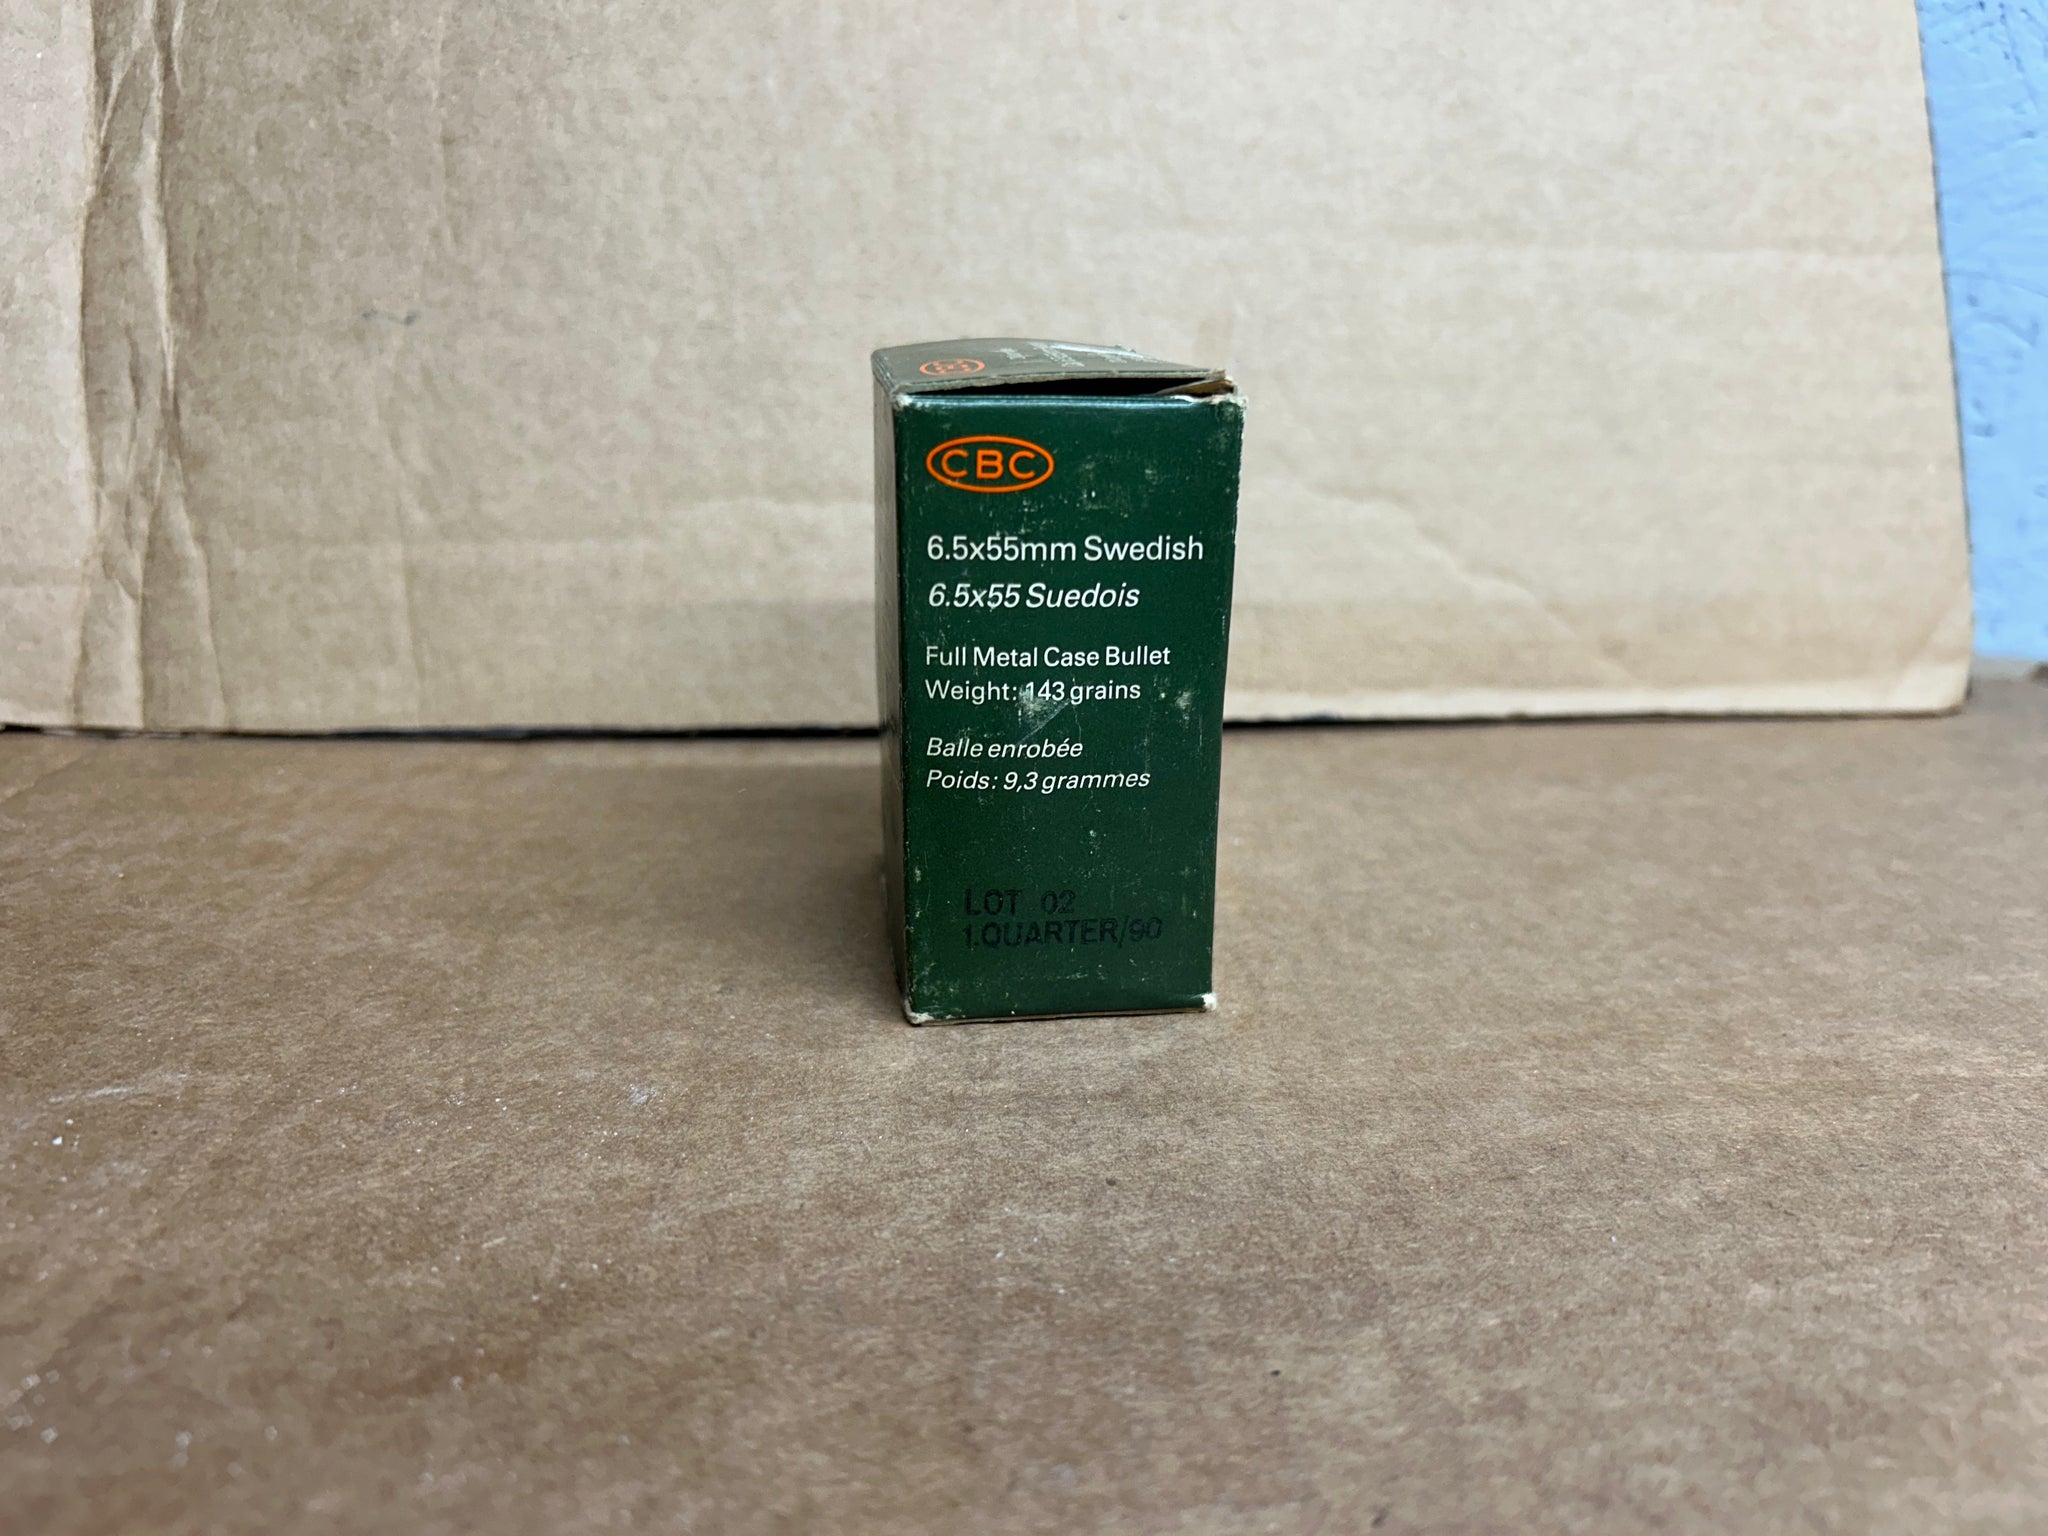 CBC
6.5x55mm Swedish
6.5x55 Suedois
Full Metal Case Bullet
Weight: 143 grains
Balle enrobée
Poids: 9,3 grammes
LOT 02
1.QUARTER/90